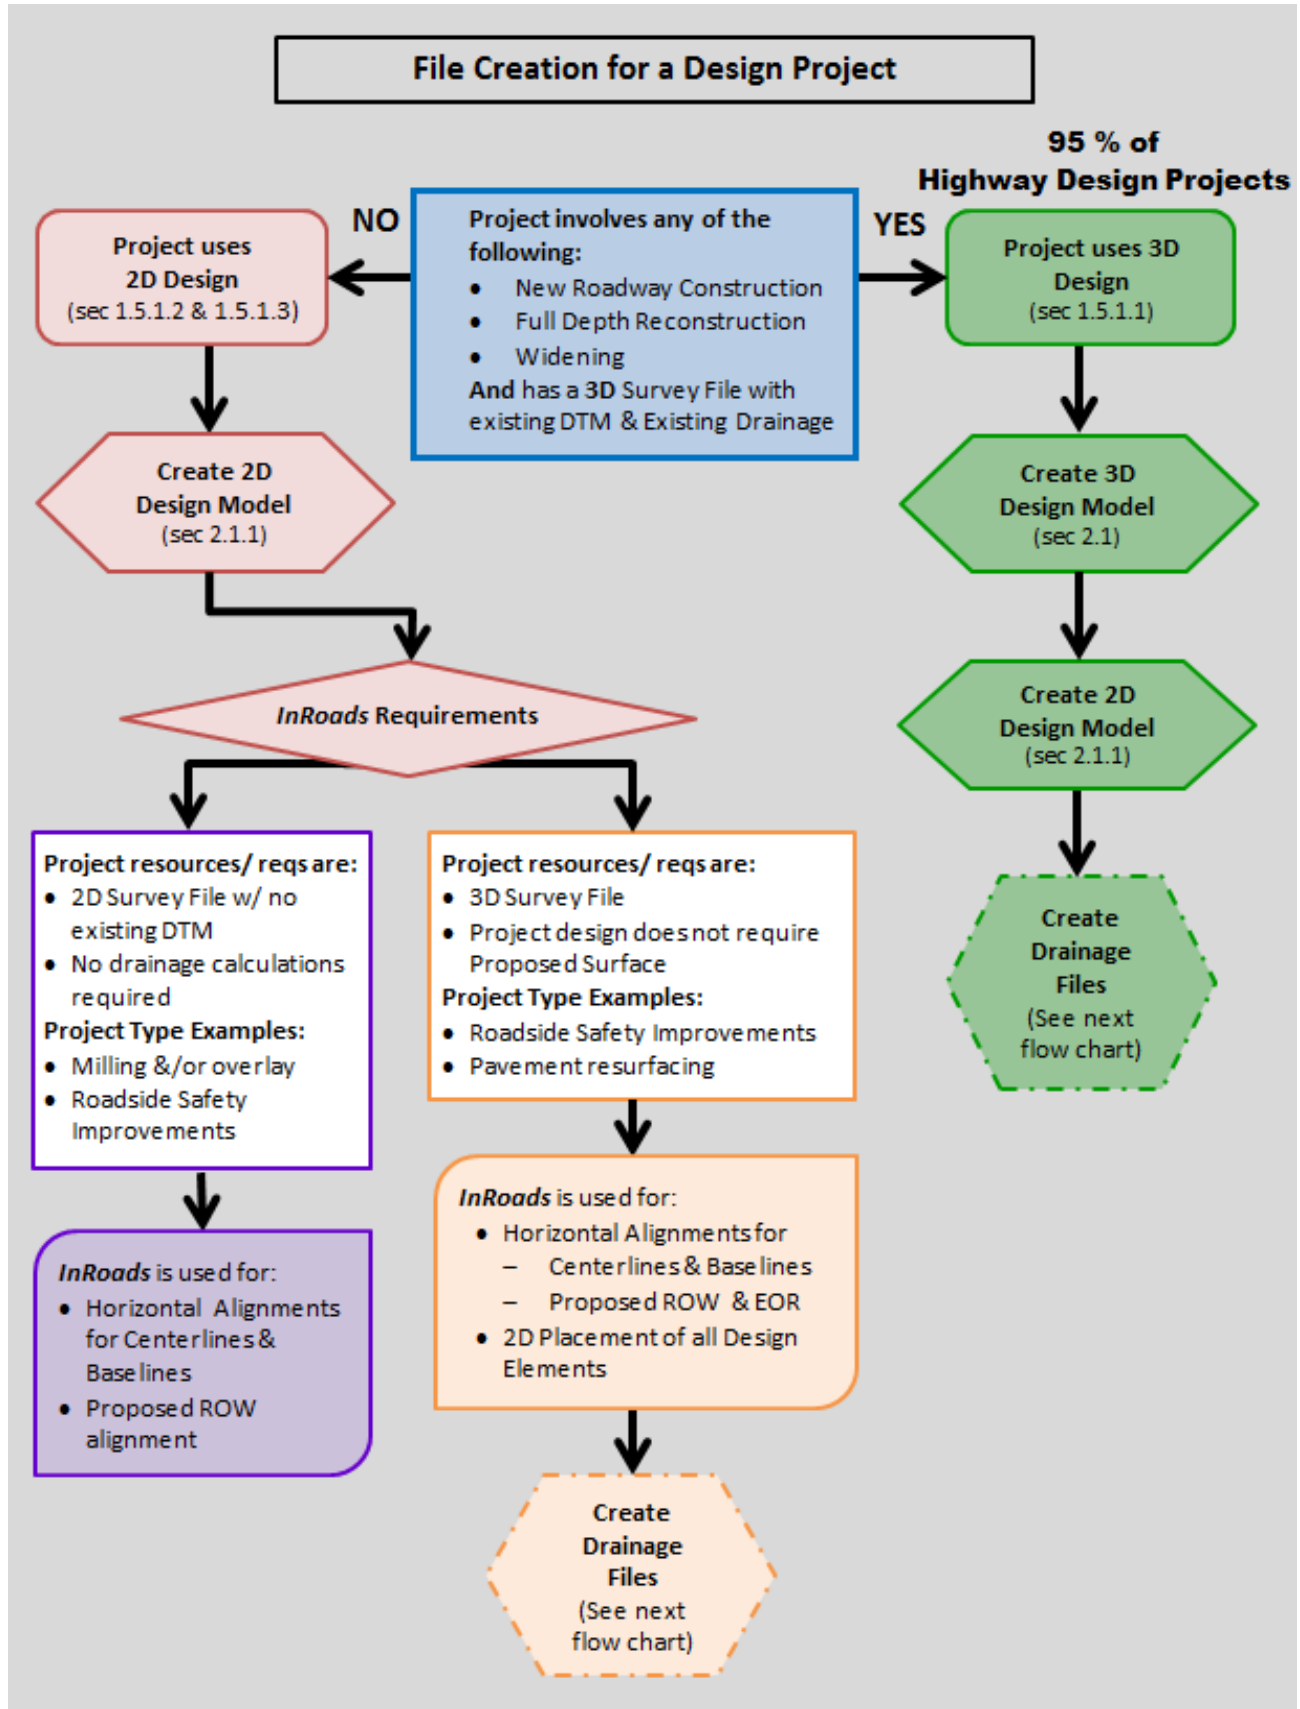 File Creation for a Design Project
95 % of
Highway Design Projects
NO
YES
Project involves any of the
following:
• New Roadway Construction
• Full Depth Reconstruction
• Widening
And has a 3D Survey File with
existing DTM & Existing Drainage
Project uses
2D Design
(sec 1.5.1.2 & 1.5.1.3)
Project uses 3D
Design
(sec 1.5.1.1)
Create 2D
Design Model
(sec 2.1.1)
Create 3D
Design Model
(sec 2.1)
InRoads Requirements
Create 2D
Design Model
(sec 2.1.1)
Project resources/ reqs are:
• 2D Survey File w/ no
existing DTM
• No drainage calculations
required
Project Type Examples:
• Milling &/or overlay
• Roadside Safety
Improvements
Project resources/ reqs are:
• 3D Survey File
• Project design does not require
Proposed Surface
Project Type Examples:
• Roadside Safety Improvements
• Pavement resurfacing
Create
Drainage
Files
(See next
flow chart)
InRoads is used for:
• Horizontal Alignments
for Centerlines &
Baselines
• Proposed ROW
alignment
InRoads is used for:
• Horizontal Alignments for
– Centerlines & Baselines
– Proposed ROW & EOR
• 2D Placement of all Design
Elements
Create
Drainage
Files
(See next
flow chart)